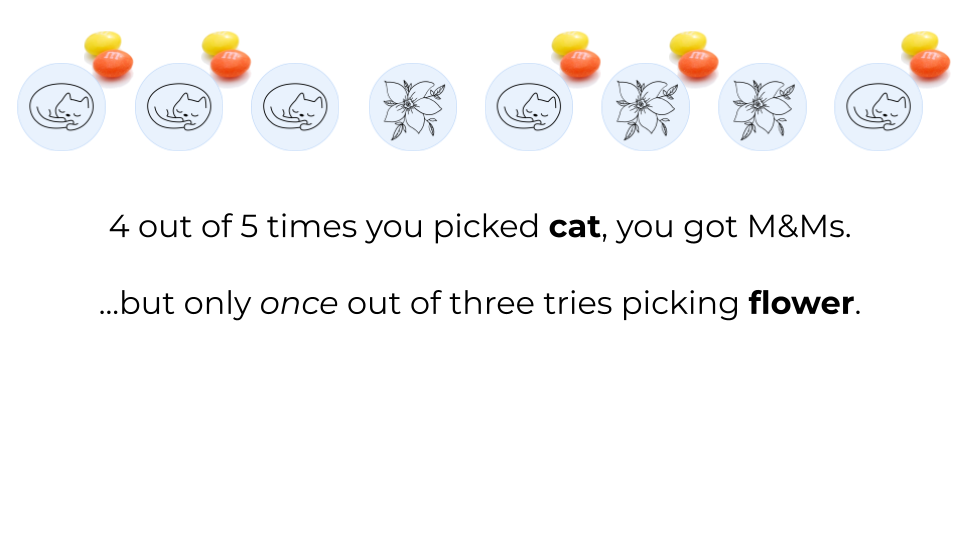 4 out of 5 times you picked cat, you got M&Ms.
...but only once out of three tries picking flower.